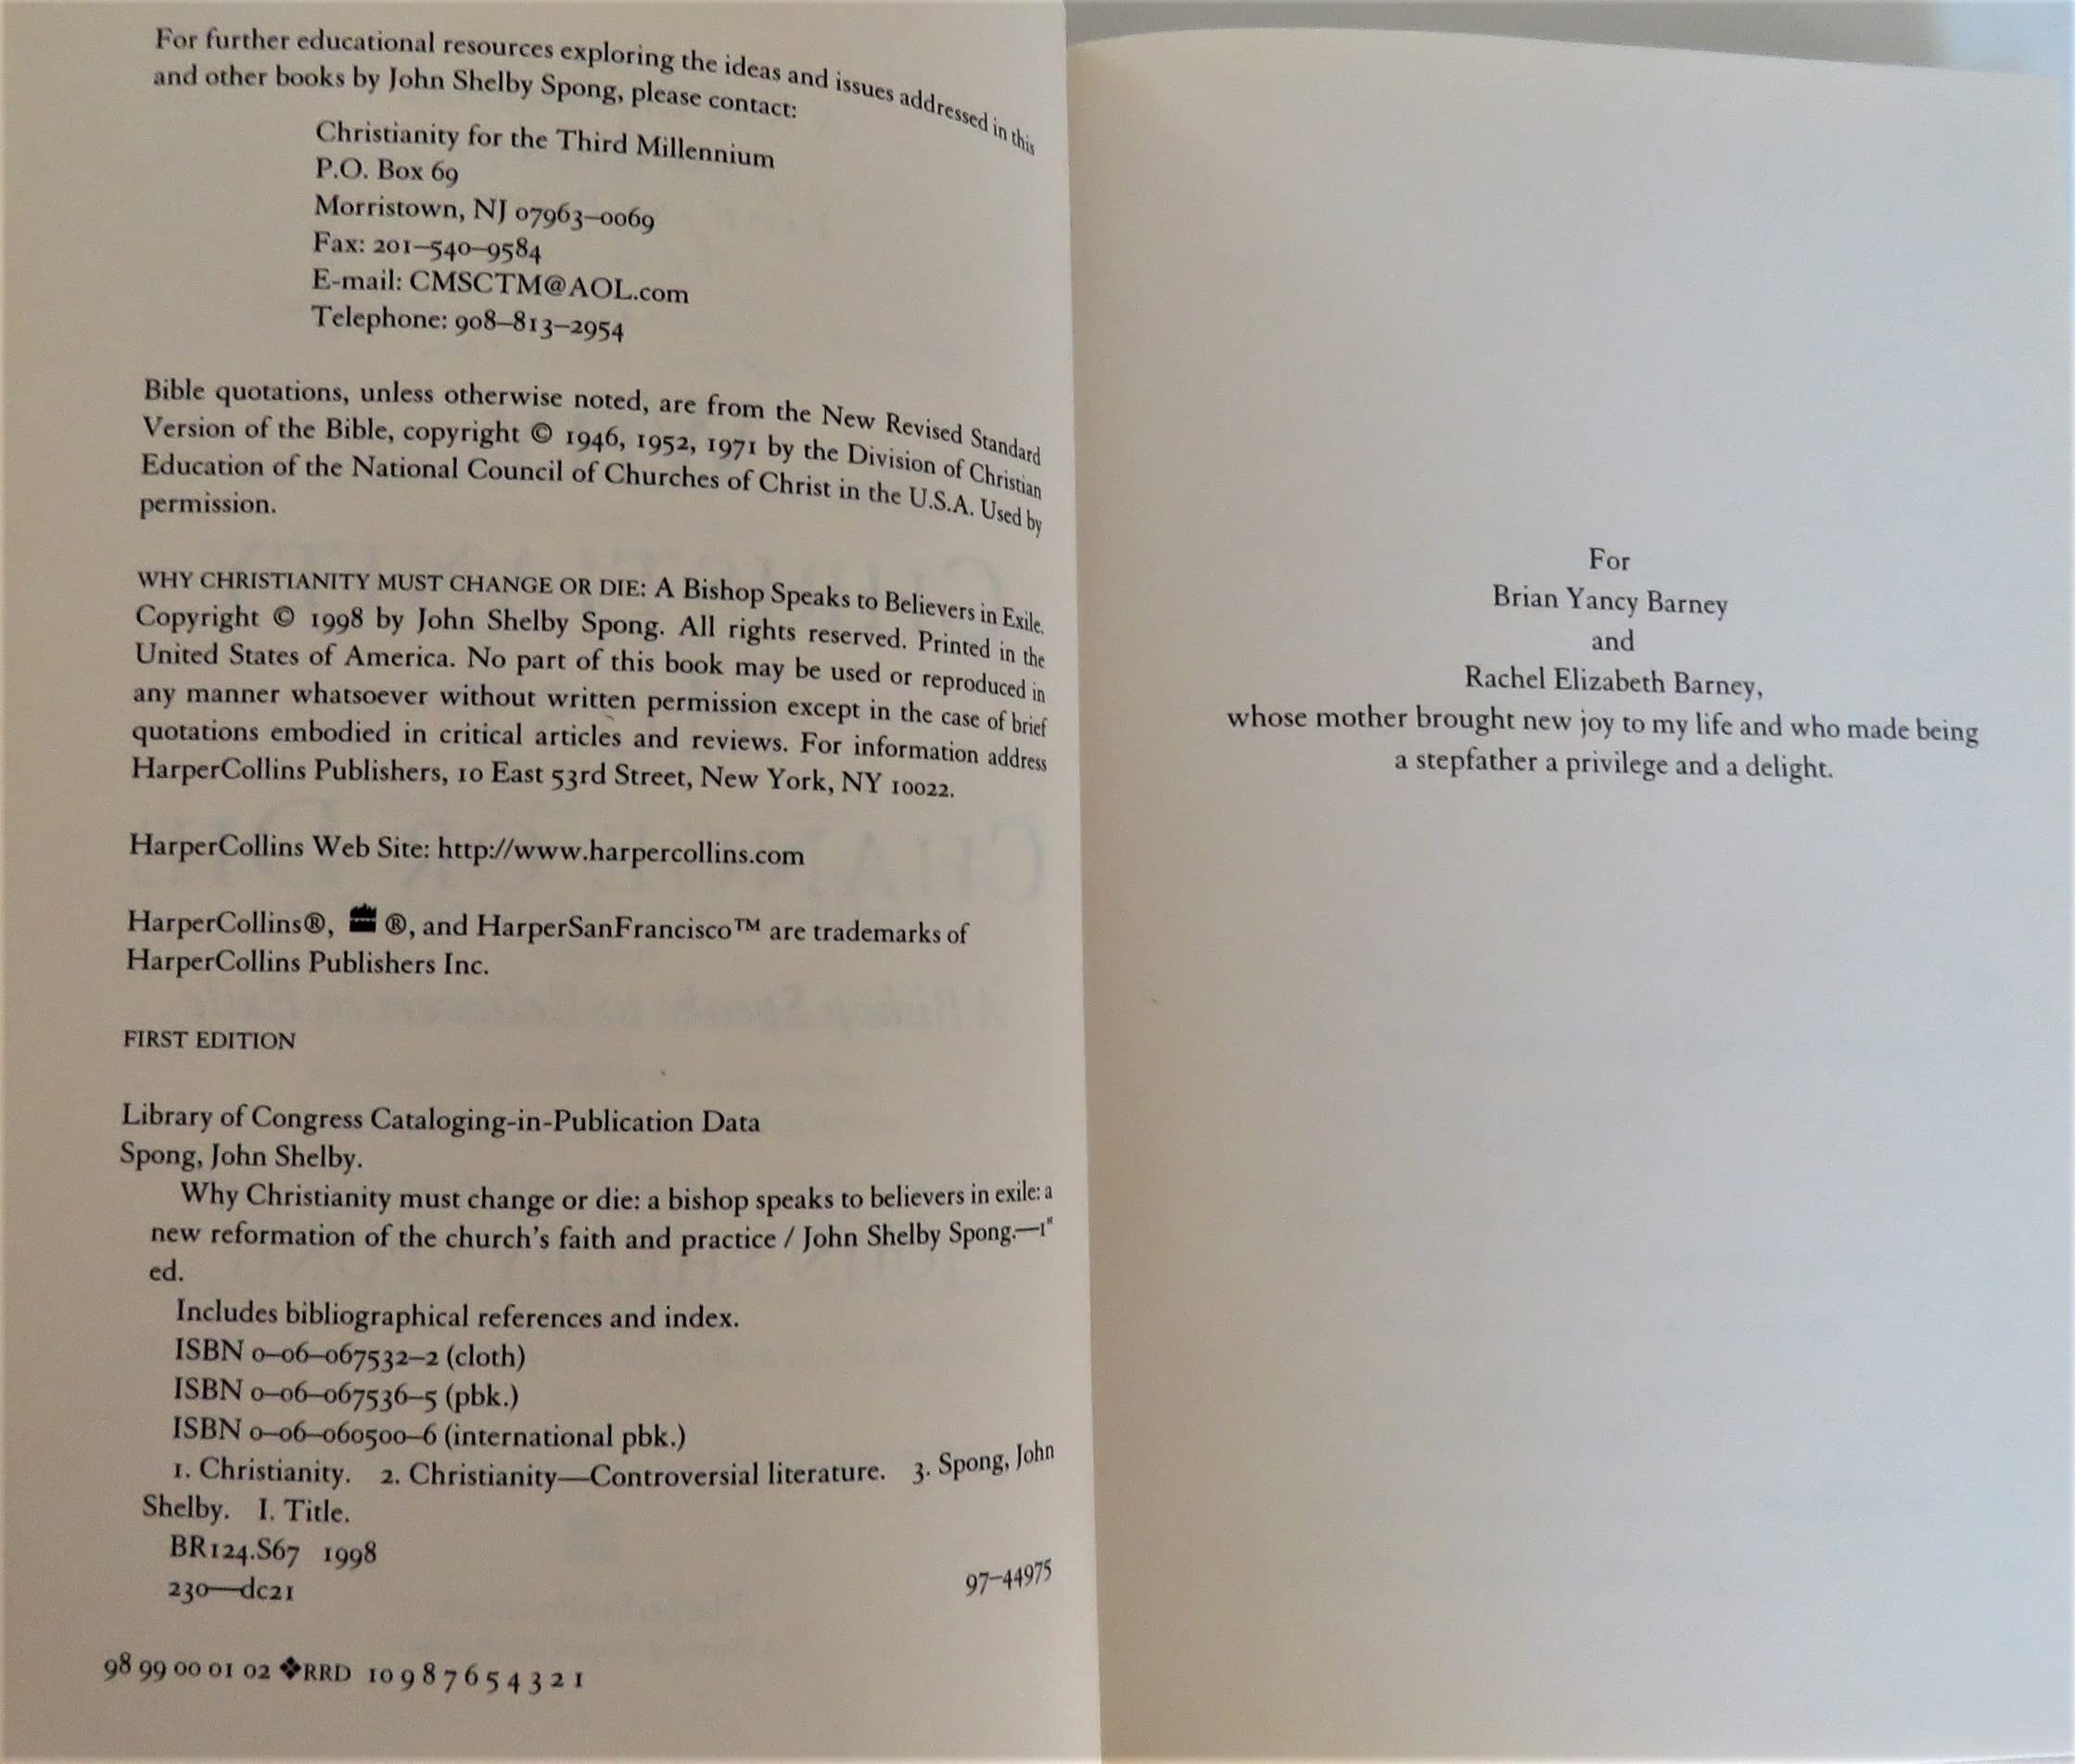 For further educational resources exploring the ideas and issues addressed in this
and other books by John Shelby Spong, please contact:
Christianity for the Third Millennium
P.O. Box 69
Morristown, NJ 07963–0069
Fax: 201–540–9584
E-mail: CMSCTM@AOL.com
Telephone: 908–813–2954
Bible quotations, unless otherwise noted, are from the New Revised Standard
Version of the Bible, copyright © 1946, 1952, 1971 by the Division of Christian
Education of the National Council of Churches of Christ in the U.S.A. Used by
permission.
WHY CHRISTIANITY MUST CHANGE OR DIE: A Bishop Speaks to Believers in Exile.
Copyright © 1998 by John Shelby Spong. All rights reserved. Printed in the
United States of America. No part of this book may be used or reproduced in
any manner whatsoever without written permission except in the case of brief
quotations embodied in critical articles and reviews. For information address
HarperCollins Publishers, 10 East 53rd Street, New York, NY 10022.
HarperCollins Web Site: http://www.harpercollins.com
HarperCollins®, ®, and HarperSanFrancisco™ are trademarks of
HarperCollins Publishers Inc.
FIRST EDITION
Library of Congress Cataloging-in-Publication Data
Spong, John Shelby.
Why Christianity must change or die: a bishop speaks to believers in exile: a
new reformation of the church's faith and practice / John Shelby Spong.—1st
ed.
Includes bibliographical references and index.
ISBN 0–06–067532–2 (cloth)
ISBN 0–06–067536–5 (pbk.)
ISBN 0–06–060500–6 (international pbk.)
1. Christianity. 2. Christianity—Controversial literature. 3. Spong, John
Shelby. I. Title.
BR124.S67 1998
230—dc21
97–44975
98 99 00 01 02 ❖RRD 10 9 8 7 6 5 4 3 2 1
For
Brian Yancy Barney
and
Rachel Elizabeth Barney,
whose mother brought new joy to my life and who made being
a stepfather a privilege and a delight.